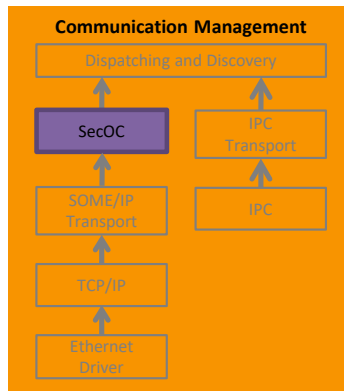 Communication Management
Dispatching and Discovery
SecOC
IPC
Transport
SOME/IP
Transport
IPC
TCP/IP
Ethernet
Driver